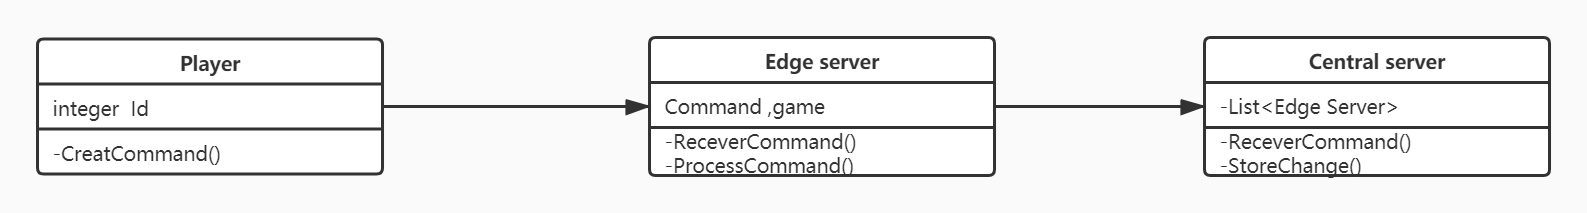 Player
integer  Id
-CreatCommand()
Edge server
Command ,game
-ReceverCommand()
-ProcessCommand()
Central server
-List<Edge Server>
-ReceverCommand()
-StoreChange()